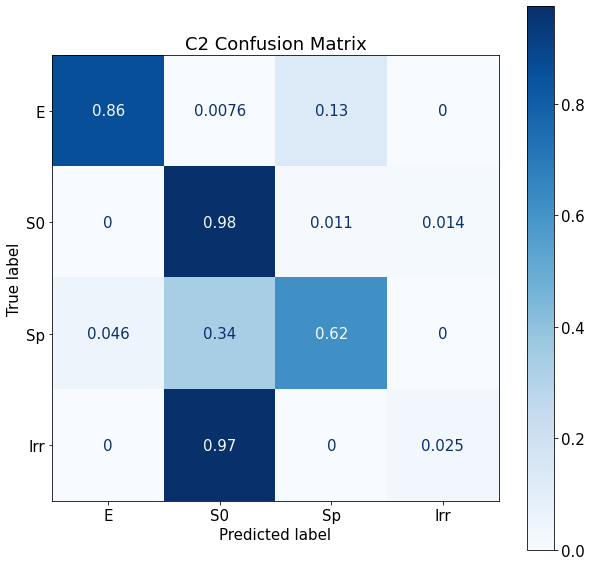 C2 Confusion Matrix
E 0.86 0.0076 0.13 0
S0 0 0.98 0.011 0.014
Sp 0.046 0.34 0.62 0
Irr 0 0.97 0 0.025
E S0 Sp Irr
Predicted label
True label
0.8
0.6
0.4
0.2
0.0